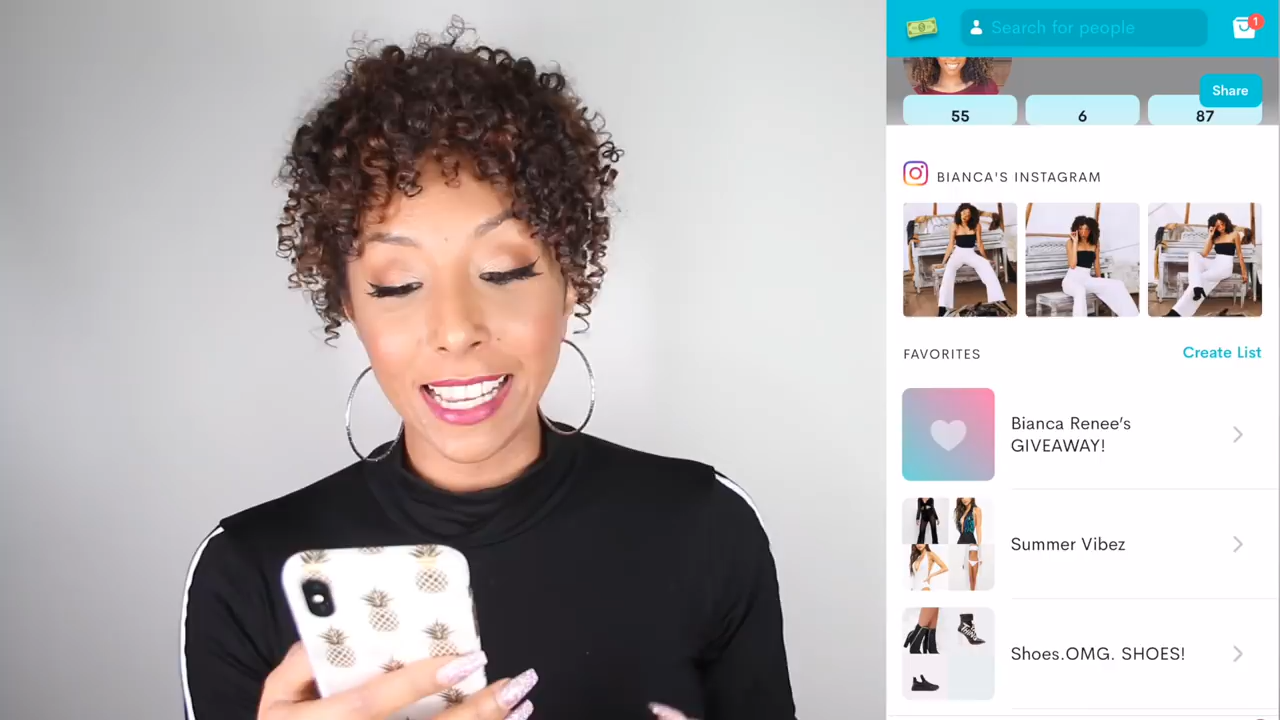 Search for people
1
Share
55
6
87
BIANCA'S INSTAGRAM
FAVORITES
Create List
Bianca Renee’s
GIVEAWAY!
Summer Vibez
Shoes.OMG. SHOES!